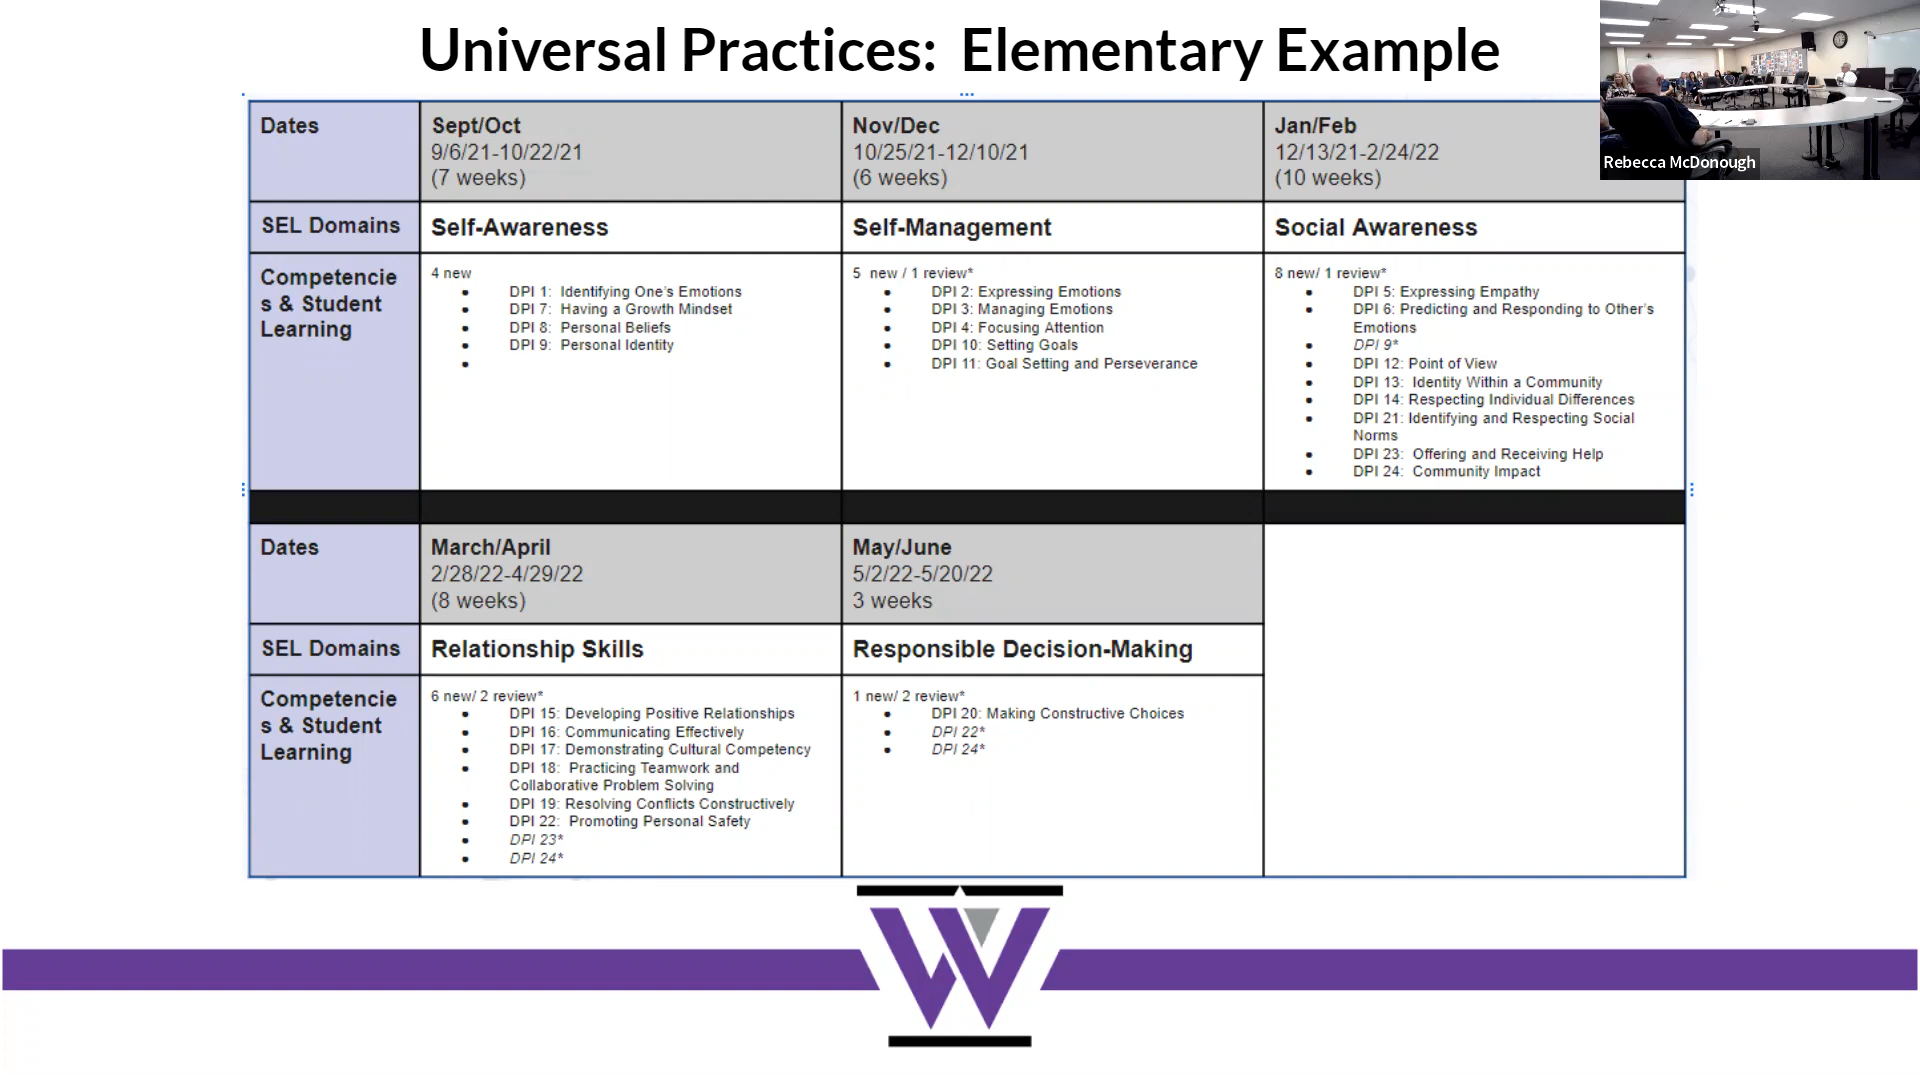 Universal Practices: Elementary Example
Rebecca McDonough
Dates
Sept/Oct
9/6/21-10/22/21
(7 weeks)
Nov/Dec
10/25/21-12/10/21
(6 weeks)
Jan/Feb
12/13/21-2/24/22
(10 weeks)
SEL Domains
Self-Awareness
Self-Management
Social Awareness
Competencie
s & Student
Learning
4 new
DPI 1: Identifying One's Emotions
DPI 7: Having a Growth Mindset
DPI 8: Personal Beliefs
DPI 9: Personal Identity
5 new / 1 review*
DPI 2: Expressing Emotions
DPI 3: Managing Emotions
DPI 4: Focusing Attention
DPI 10: Setting Goals
DPI 11: Goal Setting and Perseverance
8 new/ 1 review*
DPI 5: Expressing Empathy
DPI 6: Predicting and Responding to Other's
Emotions
DPI 9*
DPI 12: Point of View
DPI 13: Identity Within a Community
DPI 14: Respecting Individual Differences
DPI 21: Identifying and Respecting Social
Norms
DPI 23: Offering and Receiving Help
DPI 24: Community Impact
Dates
March/April
2/28/22-4/29/22
(8 weeks)
May/June
5/2/22-5/20/22
3 weeks
SEL Domains
Relationship Skills
Responsible Decision-Making
Competencie
s & Student
Learning
6 new/ 2 review*
DPI 15: Developing Positive Relationships
DPI 16: Communicating Effectively
DPI 17: Demonstrating Cultural Competency
DPI 18: Practicing Teamwork and
Collaborative Problem Solving
DPI 19: Resolving Conflicts Constructively
DPI 22: Promoting Personal Safety
DPI 23*
DPI 24*
1 new/ 2 review*
DPI 20: Making Constructive Choices
DPI 22*
DPI 24*
W